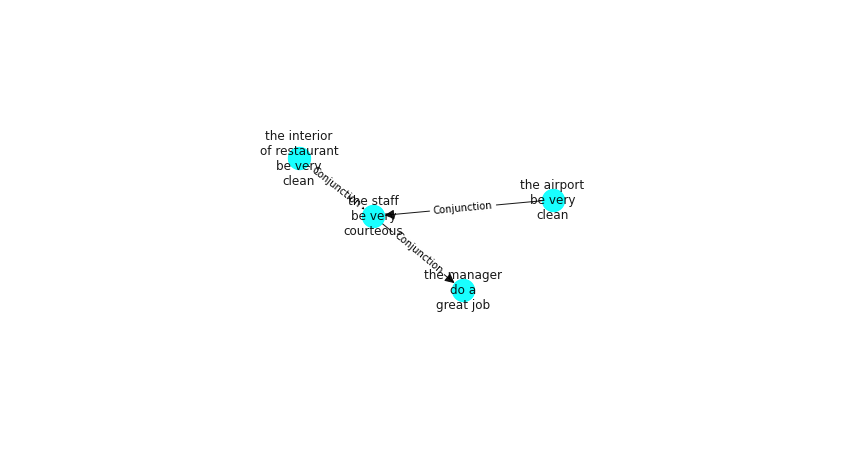 the interior
of restaurant
be very
clean
Conjunction
the staff
be very
courteous
Conjunction
the airport
be very
clean
Conjunction
the manager
do a
great job